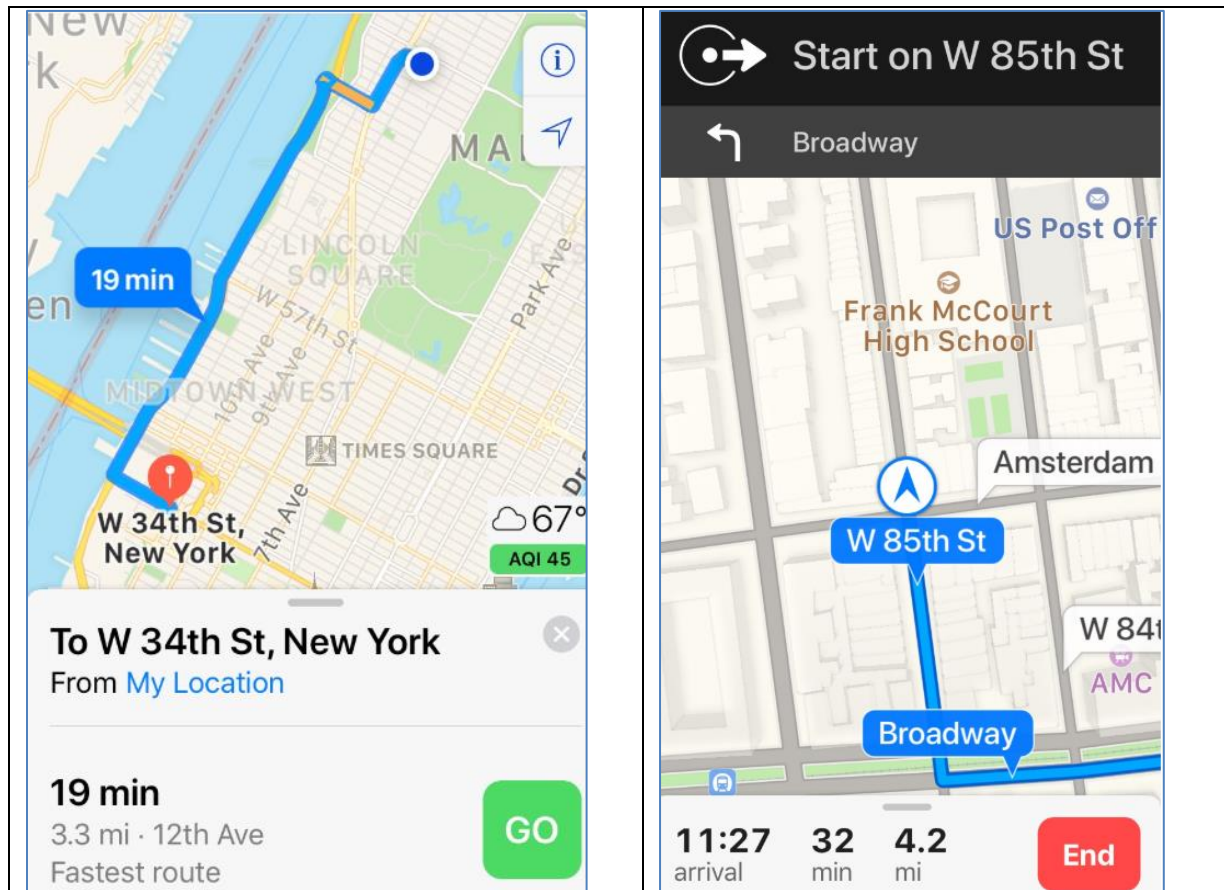 New
k
MA
LINCOLN
SQUARE
Park Ave
19 min
en
W 57th St
MIDTOWN WEST
10th Ave
9th Ave
TIMES SQUARE
W 34th St,
New York
7th Ave
Dr
67°
AQI 45
To W 34th St, New York
From My Location
19 min
3.3 mi · 12th Ave
Fastest route
GO
Start on W 85th St
Broadway
US Post Off
Frank McCourt
High School
Amsterdam
W 85th St
W 84t
AMC
Broadway
11:27 32 4.2
arrival min mi
End